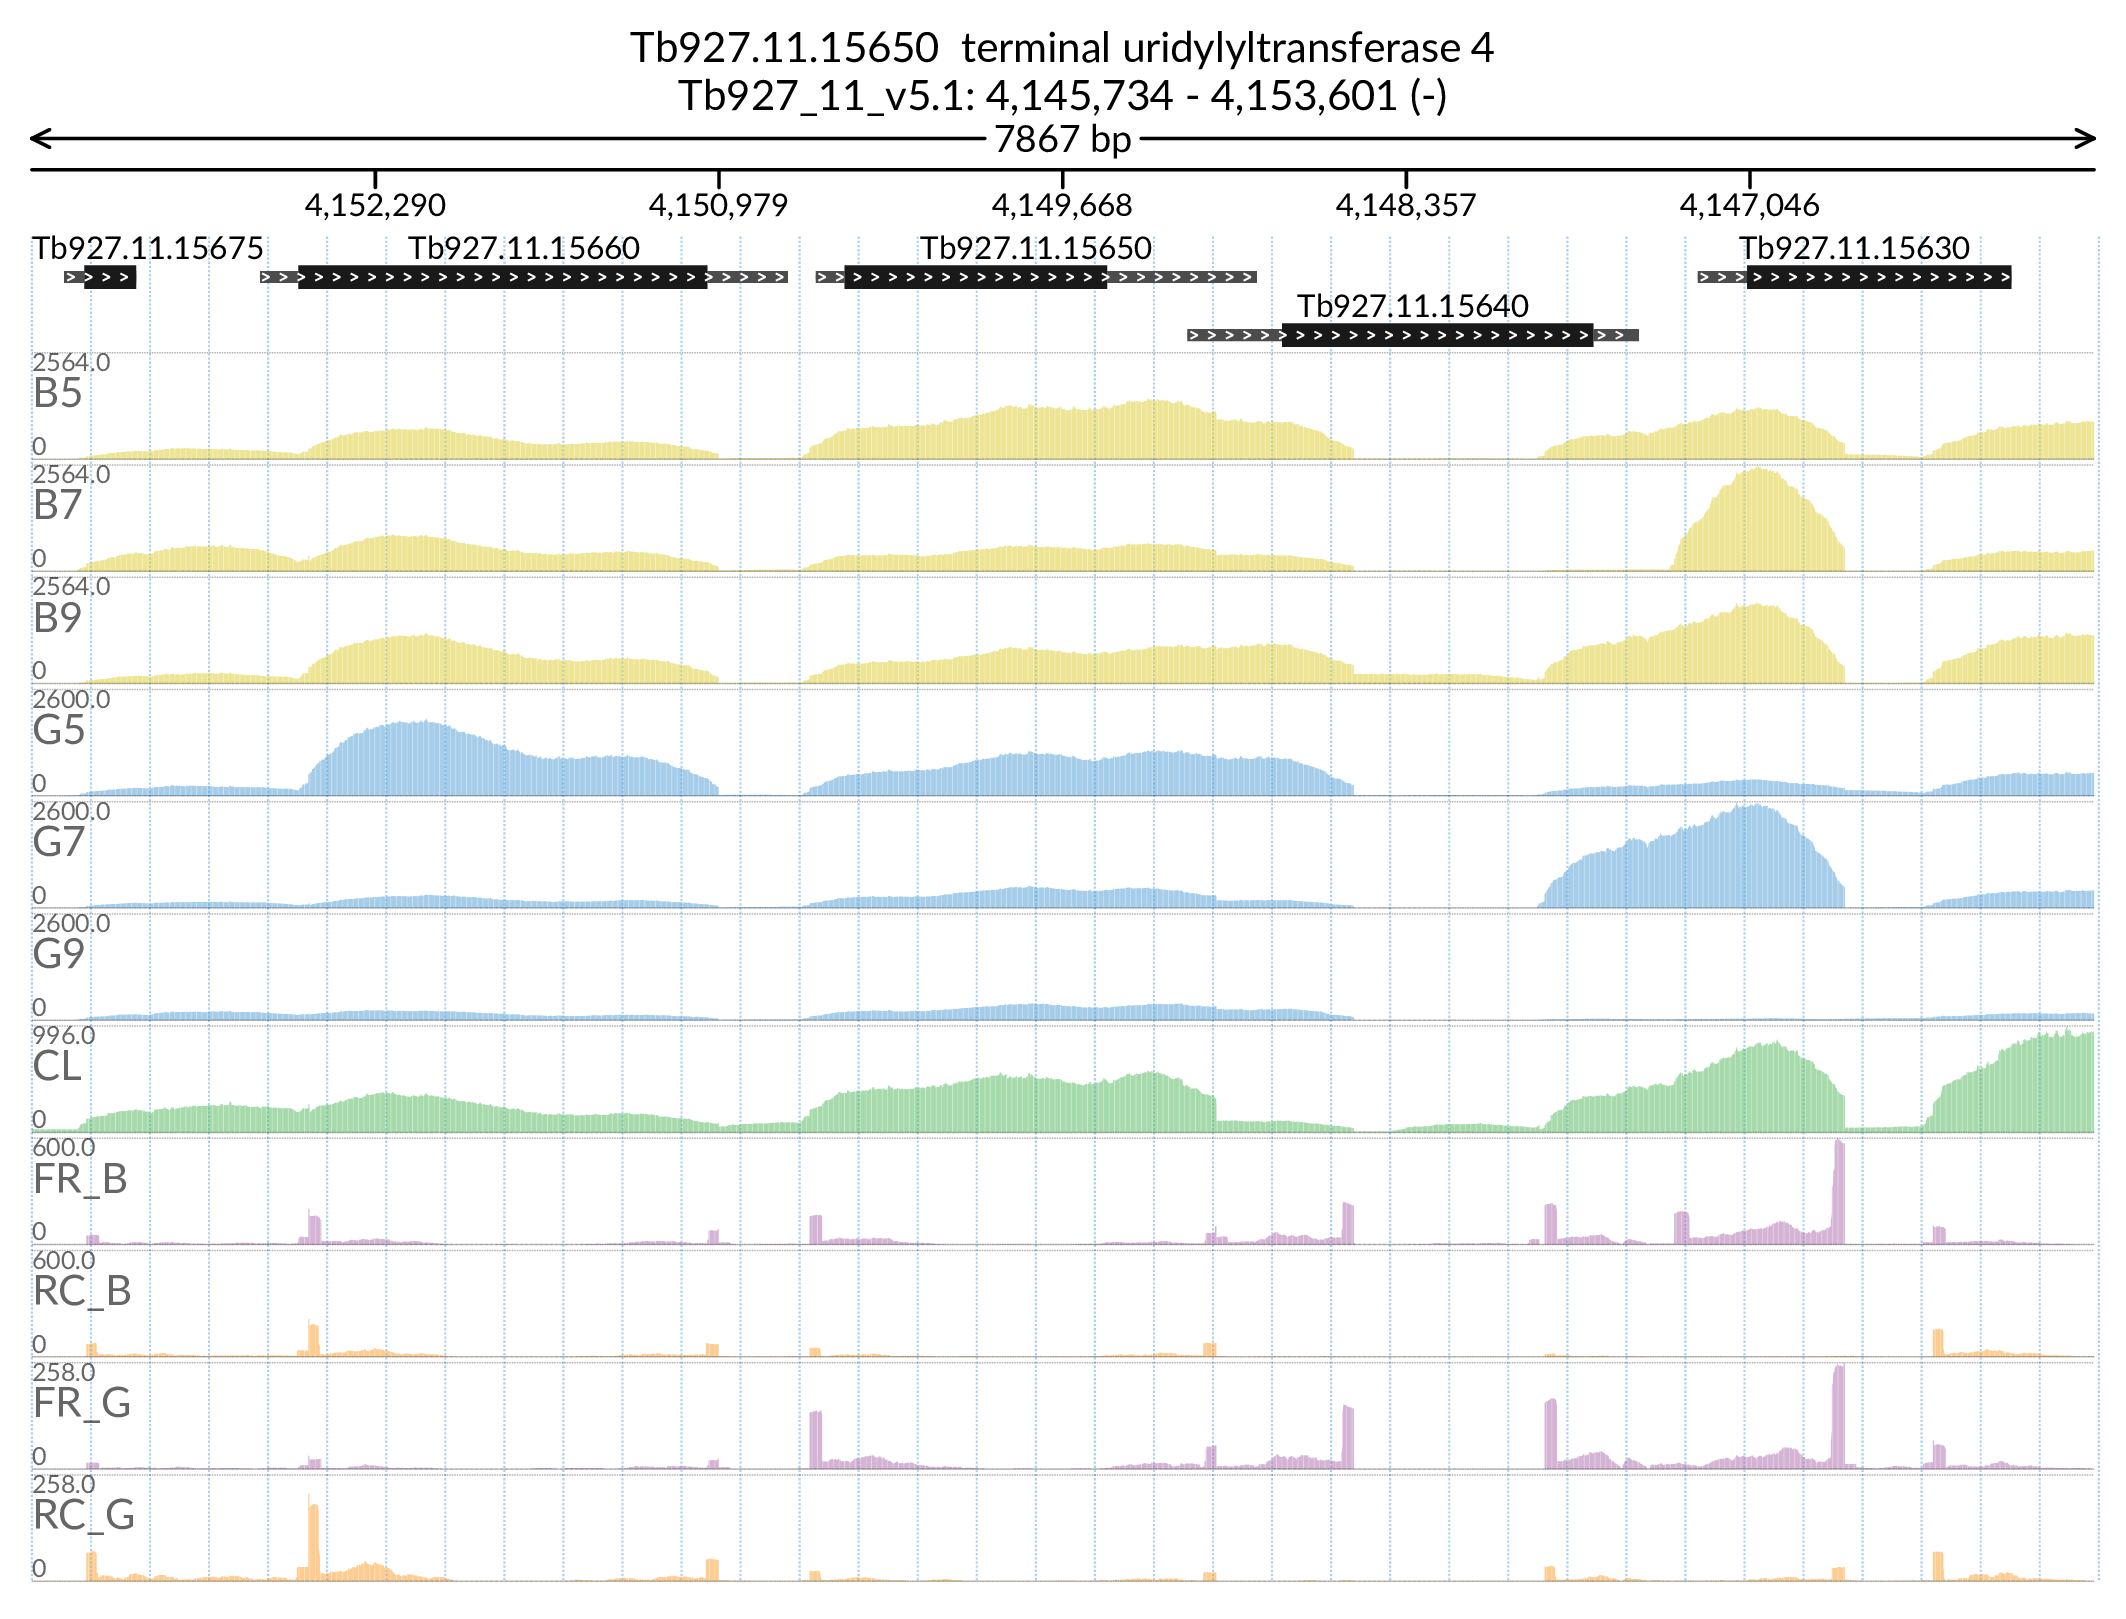 Tb927.11.15650 terminal uridylyltransferase 4
Tb927_11_v5.1: 4,145,734 - 4,153,601 (-)
7867 bp
4,152,290 4,150,979 4,149,668 4,148,357 4,147,046
Tb927.11.15675 Tb927.11.15660 Tb927.11.15650 Tb927.11.15630
Tb927.11.15640
2564.0
B5
0
2564.0
B7
0
2564.0
B9
0
2600.0
G5
0
2600.0
G7
0
2600.0
G9
0
996.0
CL
0
600.0
FR_B
0
600.0
RC_B
0
258.0
FR_G
0
258.0
RC_G
0